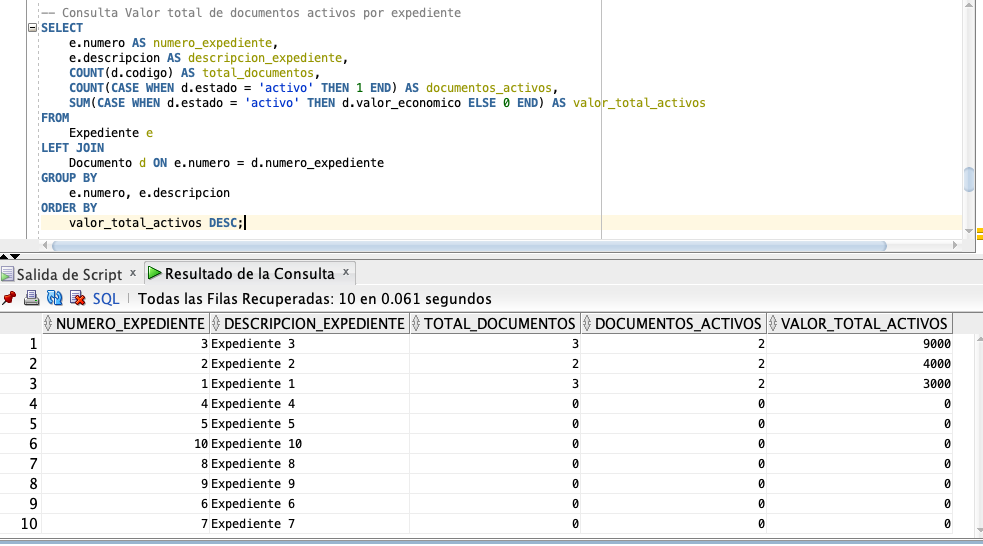 -- Consulta Valor total de documentos activos por expediente
SELECT
e.numero AS numero_expediente,
e.descripcion AS descripcion_expediente,
COUNT(d.codigo) AS total_documentos,
COUNT(CASE WHEN d.estado = 'activo' THEN 1 END) AS documentos_activos,
SUM(CASE WHEN d.estado = 'activo' THEN d.valor_economico ELSE 0 END) AS valor_total_activos
FROM
Expediente e
LEFT JOIN
Documento d ON e.numero = d.numero_expediente
GROUP BY
e.numero, e.descripcion
ORDER BY
valor_total_activos DESC;
Salida de Script x Resultado de la Consulta x
SQL | Todas las Filas Recuperadas: 10 en 0.061 segundos
NUMERO_EXPEDIENTE DESCRIPCION_EXPEDIENTE TOTAL_DOCUMENTOS DOCUMENTOS_ACTIVOS VALOR_TOTAL_ACTIVOS
1 3 Expediente 3 3 2 9000
2 2 Expediente 2 2 2 4000
3 1 Expediente 1 3 2 3000
4 4 Expediente 4 0 0 0
5 5 Expediente 5 0 0 0
6 10 Expediente 10 0 0 0
7 8 Expediente 8 0 0 0
8 9 Expediente 9 0 0 0
9 6 Expediente 6 0 0 0
10 7 Expediente 7 0 0 0